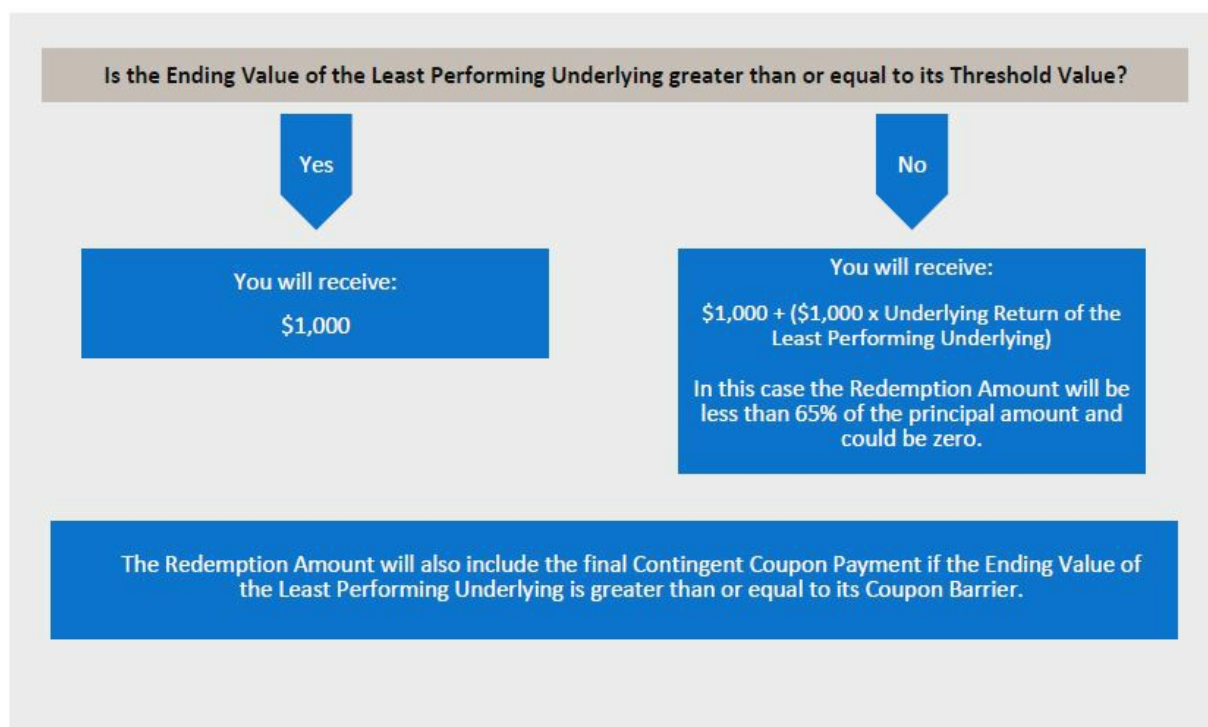 Is the Ending Value of the Least Performing Underlying greater than or equal to its Threshold Value?
Yes
No
You will receive:
$1,000
You will receive:
$1,000 + ($1,000 x Underlying Return of the
Least Performing Underlying)
In this case the Redemption Amount will be
less than 65% of the principal amount and
could be zero.
The Redemption Amount will also include the final Contingent Coupon Payment if the Ending Value of
the Least Performing Underlying is greater than or equal to its Coupon Barrier.